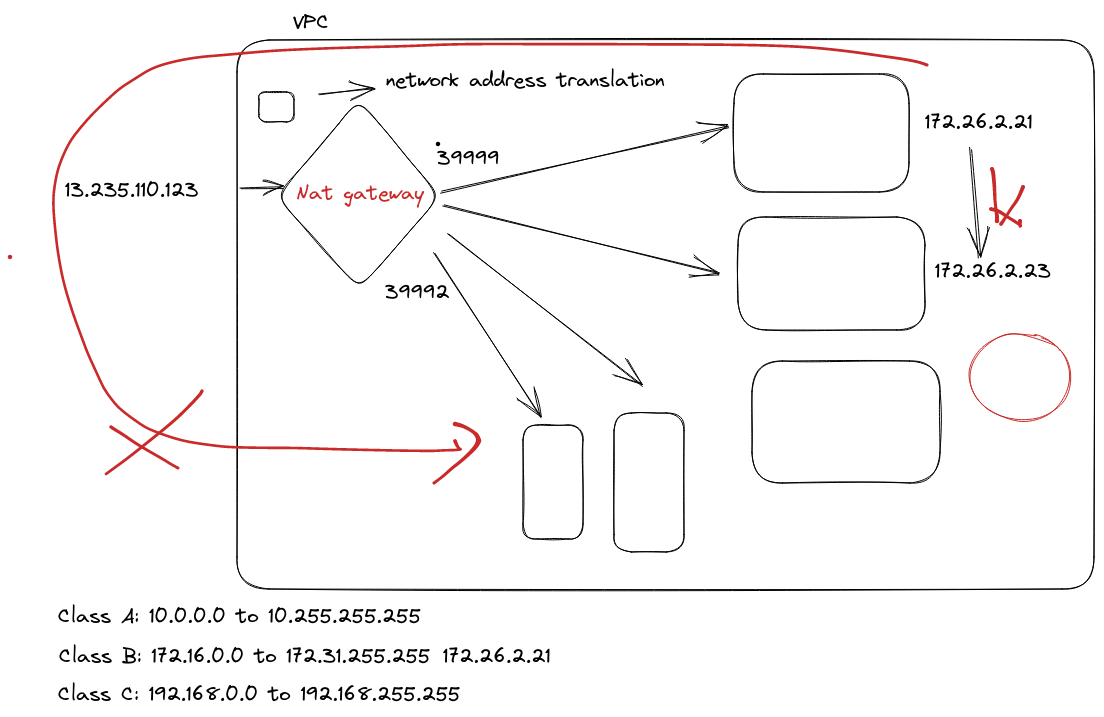 VPC
network address translation
172.26.2.21
39999
13.235.110.123
Nat gateway
172.26.2.23
39992
Class A: 10.0.0.0 to 10.255.255.255
Class B: 172.16.0.0 to 172.31.255.255 172.26.2.21
Class C: 192.168.0.0 to 192.168.255.255